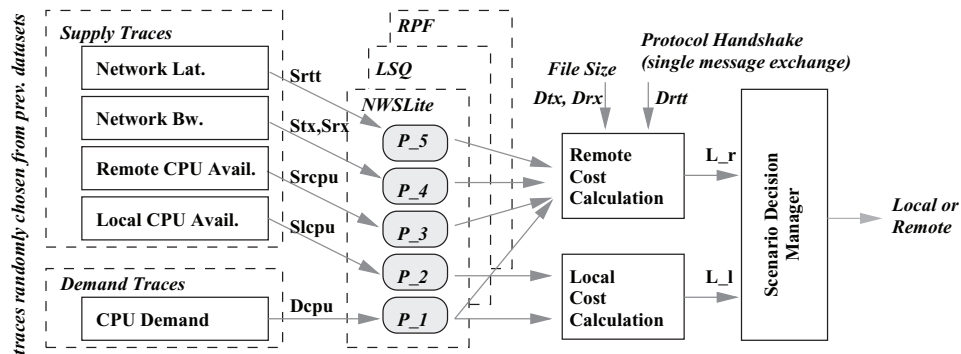 traces randomly chosen from prev. datasets
Supply Traces
Network Lat.
Network Bw.
Remote CPU Avail.
Local CPU Avail.
Demand Traces
CPU Demand
Srtt
Stx,Srx
Srcpu
Slcpu
Dcpu
RPF
LSQ
NWSLite
P_5
P_4
P_3
P_2
P_1
File Size
Dtx, Drx
Protocol Handshake
(single message exchange)
Drtt
Remote
Cost
Calculation
Local
Cost
Calculation
L_r
L_l
Scenario Decision
Manager
Local or
Remote